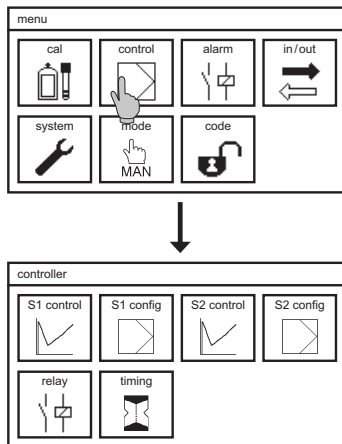 menu
cal control alarm in/out
system mode code
MAN
controller
S1 control S1 config S2 control S2 config
relay timing